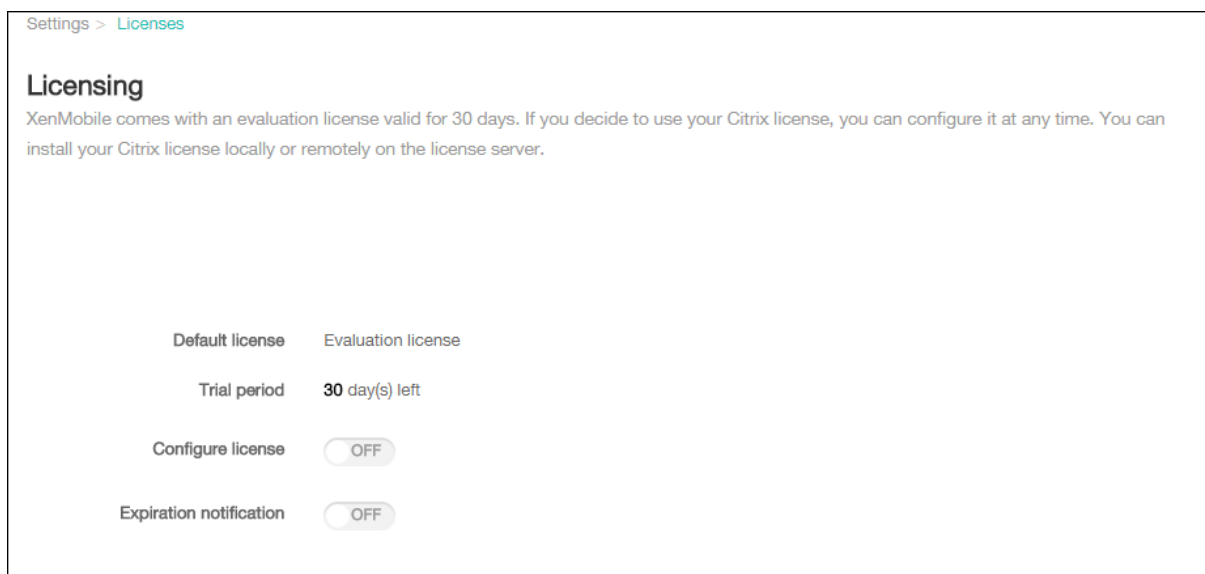 Settings > Licenses
Licensing
XenMobile comes with an evaluation license valid for 30 days. If you decide to use your Citrix license, you can configure it at any time. You can
install your Citrix license locally or remotely on the license server.
Default license Evaluation license
Trial period 30 day(s) left
Configure license OFF
Expiration notification OFF